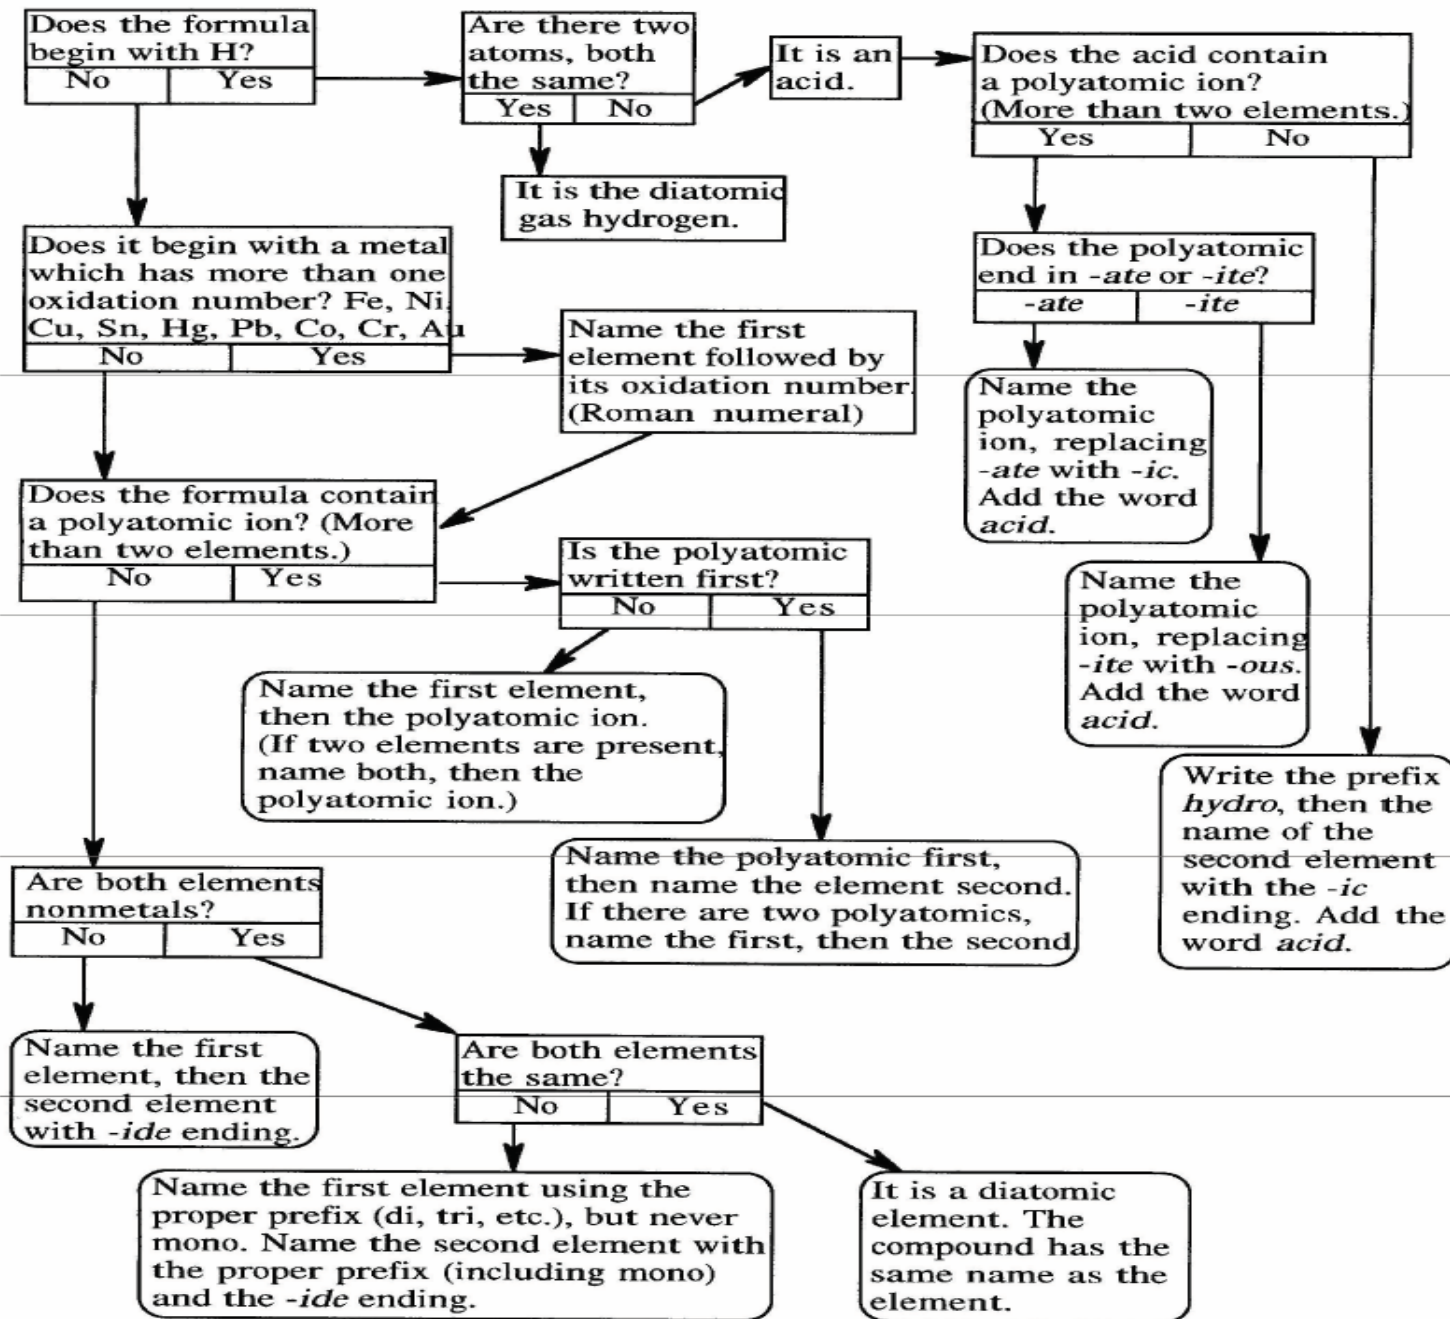 Does the formula
begin with H?
No Yes
Are there two
atoms, both
the same?
Yes No
It is an
acid.
Does the acid contain
a polyatomic ion?
(More than two elements.)
Yes No
It is the diatomic
gas hydrogen.
Does it begin with a metal
which has more than one
oxidation number? Fe, Ni,
Cu, Sn, Hg, Pb, Co, Cr, Au
No Yes
Name the first
element followed by
its oxidation number.
(Roman numeral)
Does the polyatomic
end in -ate or -ite?
-ate -ite
Name the
polyatomic
ion, replacing
-ate with -ic.
Add the word
acid.
Does the formula contain
a polyatomic ion? (More
than two elements.)
No Yes
Is the polyatomic
written first?
No Yes
Name the
polyatomic
ion, replacing
-ite with -ous.
Add the word
acid.
Name the first element,
then the polyatomic ion.
(If two elements are present,
name both, then the
polyatomic ion.)
Write the prefix
hydro, then the
name of the
second element
with the -ic
ending. Add the
word acid.
Name the polyatomic first,
then name the element second.
If there are two polyatomics,
name the first, then the second
Are both elements
nonmetals?
No Yes
Name the first
element, then the
second element
with -ide ending.
Are both elements
the same?
No Yes
Name the first element using the
proper prefix (di, tri, etc.), but never
mono. Name the second element with
the proper prefix (including mono)
and the -ide ending.
It is a diatomic
element. The
compound has the
same name as the
element.